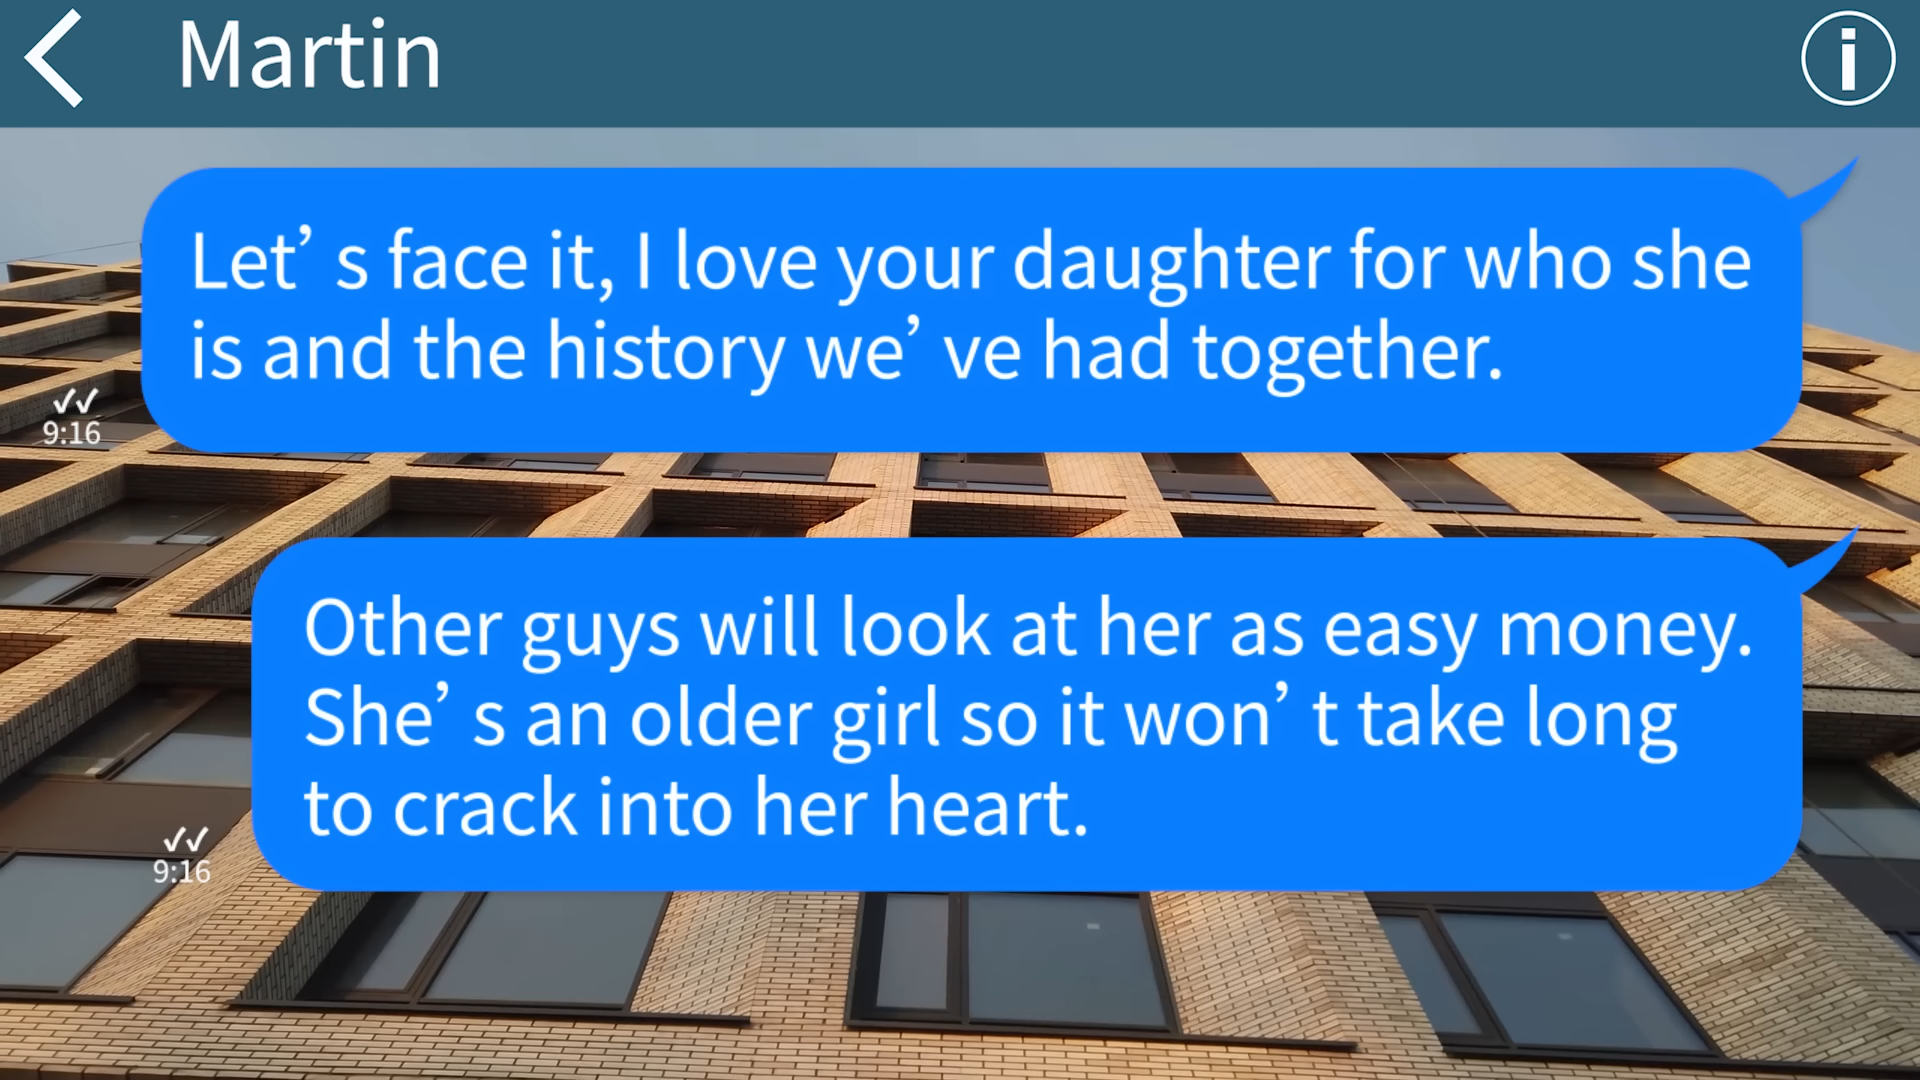 Martin
Let’s face it, I love your daughter for who she
is and the history we’ve had together.
✓✓
9:16
Other guys will look at her as easy money.
She’s an older girl so it won’t take long
to crack into her heart.
✓✓
9:16